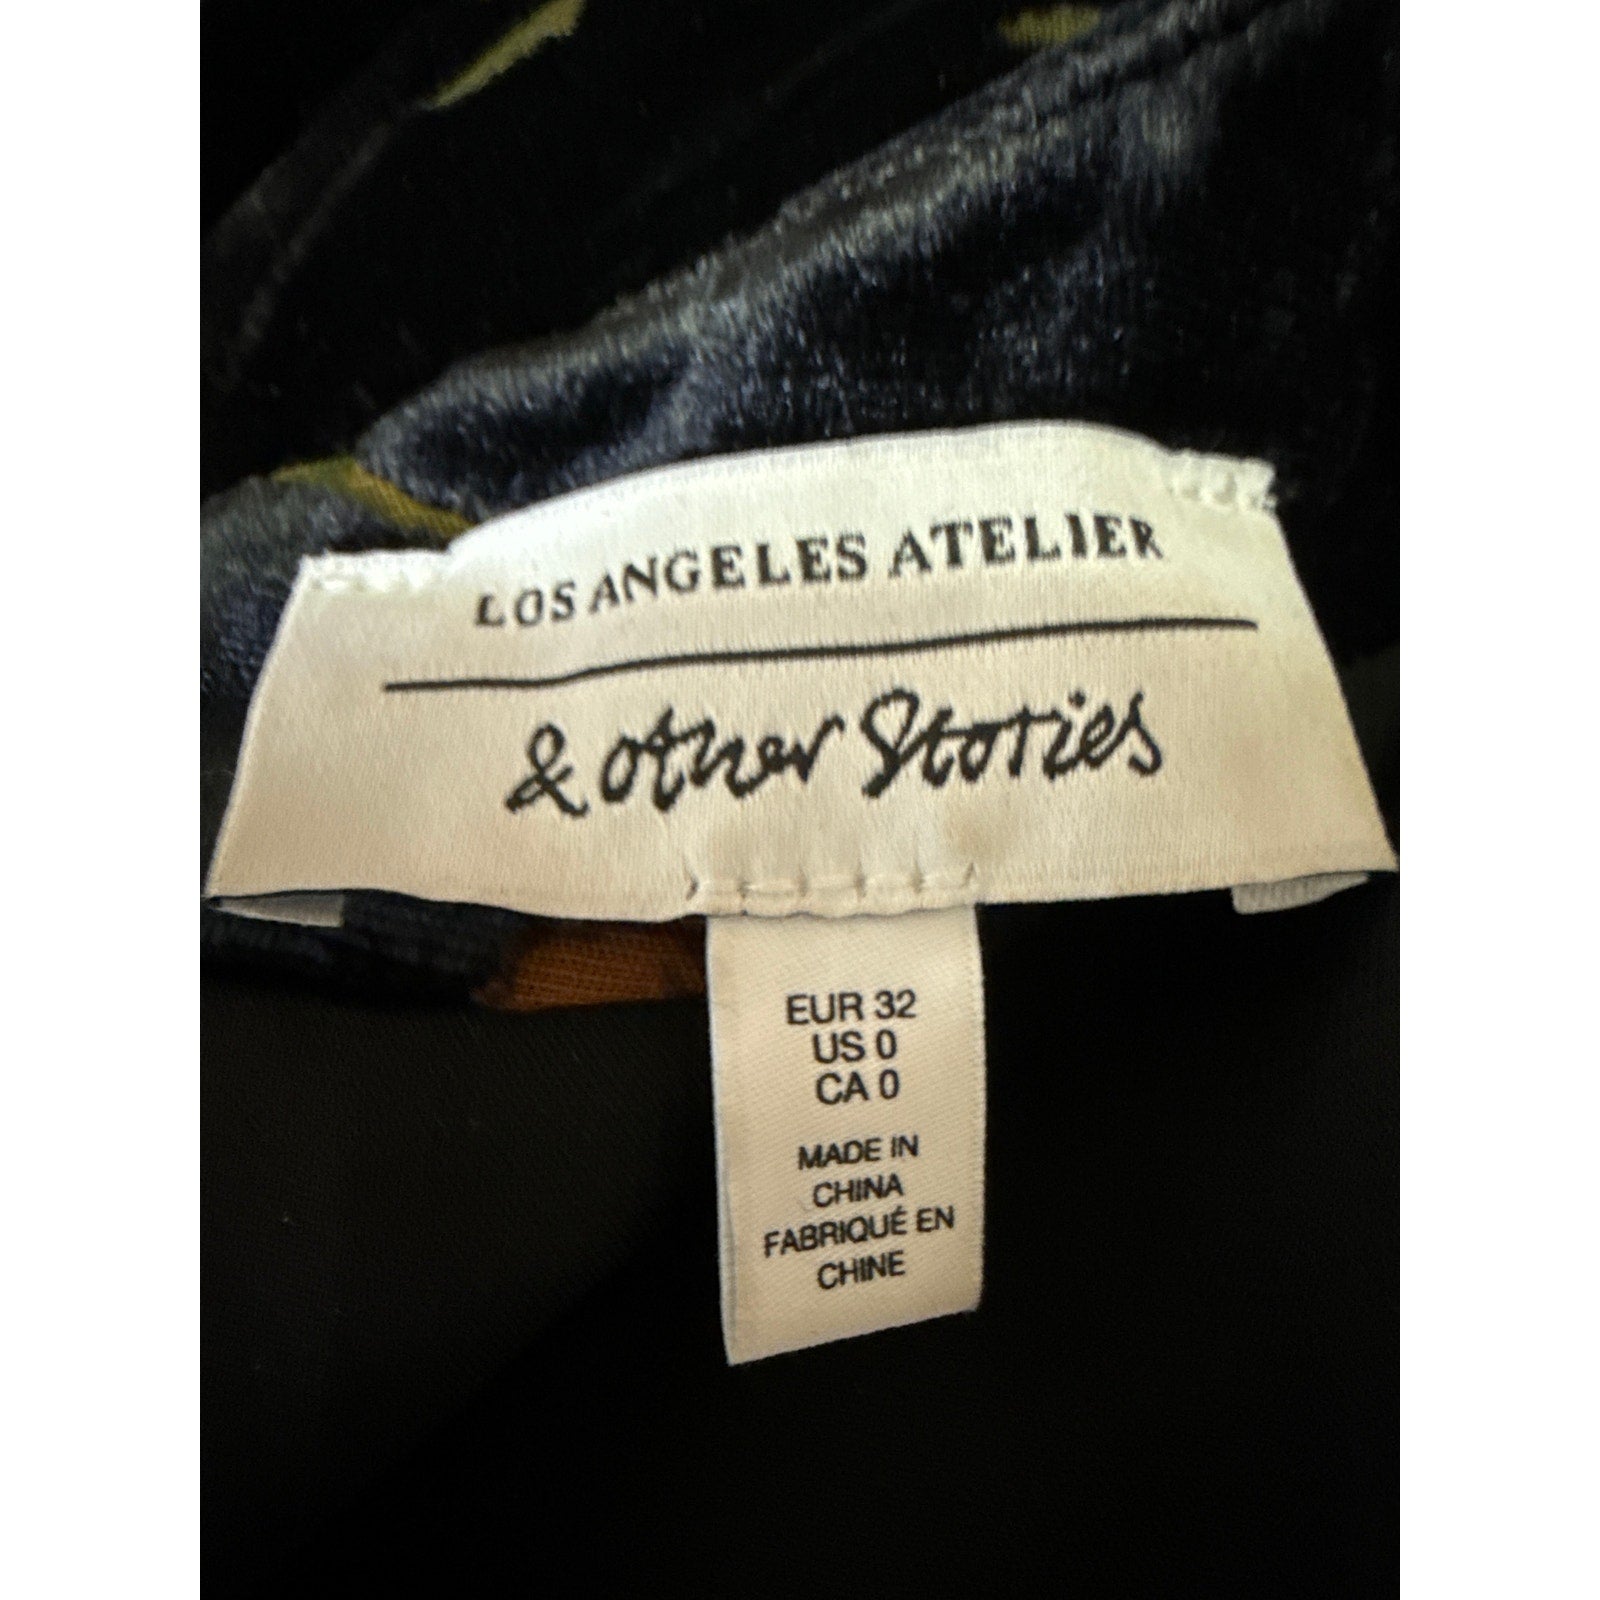 LOS ANGELES ATELIER
& other Stories
EUR 32
US 0
CA 0
MADE IN
CHINA
FABRIQUÉ EN
CHINE